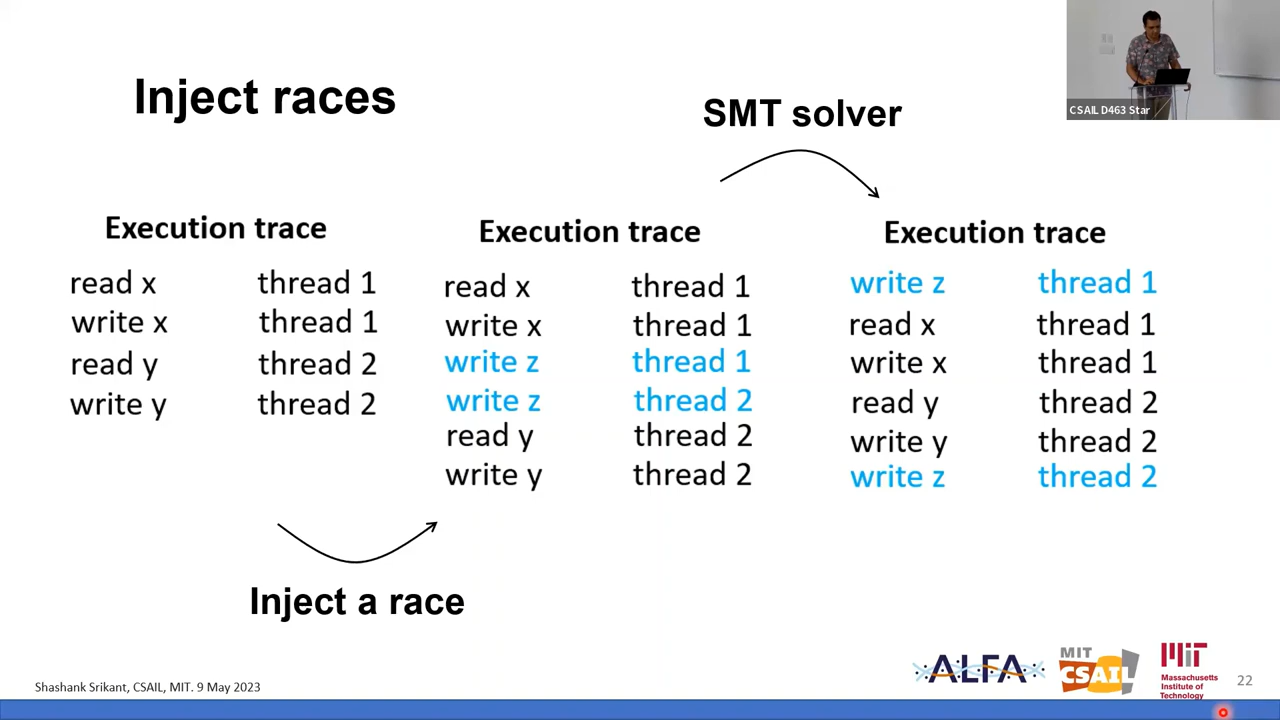 Inject races
SMT solver
CSAIL D463 Star
Execution trace
read x thread 1
write x thread 1
read y thread 2
write y thread 2
Execution trace
read x thread 1
write x thread 1
write z thread 1
write z thread 2
read y thread 2
write y thread 2
Execution trace
write z thread 1
read x thread 1
write x thread 1
read y thread 2
write y thread 2
write z thread 2
Inject a race
Shashank Srikant, CSAIL, MIT. 9 May 2023
ALFA
MIT
CSAIL
MIT
Massachusetts
Institute of
Technology
22